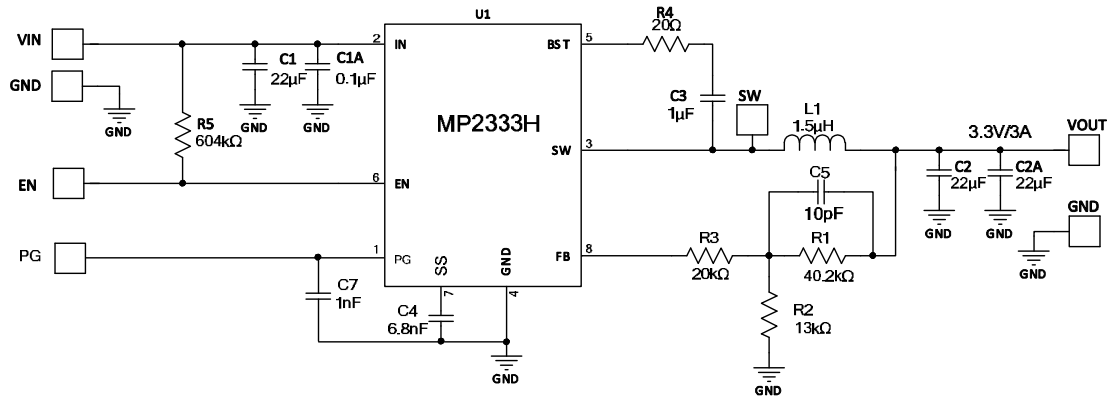 U1
MP2333H
VIN
GND
GND
R5
604kΩ
C1
22µF
GND
C1A
0.1µF
GND
2
IN
EN
6
EN
PG
1
PG
C7
1nF
C4
6.8nF
SS
7
GND
4
GND
BST
5
R4
20Ω
C3
1µF
SW
SW
3
L1
1.5µH
C5
10pF
FB
8
R3
20kΩ
R1
40.2kΩ
R2
13kΩ
GND
3.3V/3A
VOUT
C2
22µF
GND
C2A
22µF
GND
GND
GND